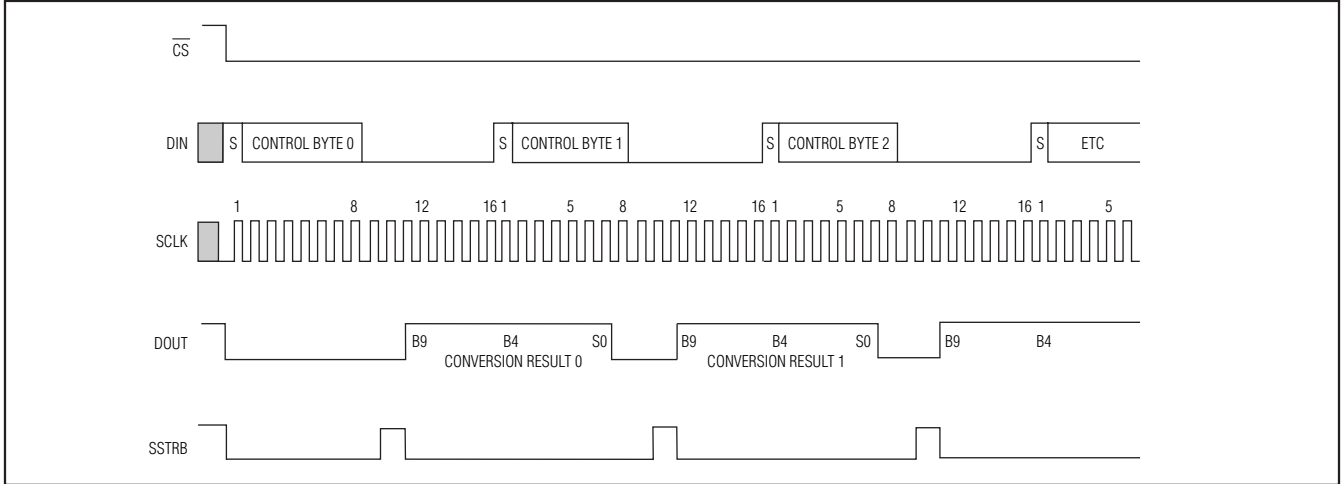 CS
DIN S CONTROL BYTE 0 S CONTROL BYTE 1 S CONTROL BYTE 2 S ETC
1 8 12 16 1 5 8 12 16 1 5 8 12 16 1 5
SCLK
DOUT B9 B4 S0 B9 B4 S0 B9 B4
CONVERSION RESULT 0 CONVERSION RESULT 1
SSTRB